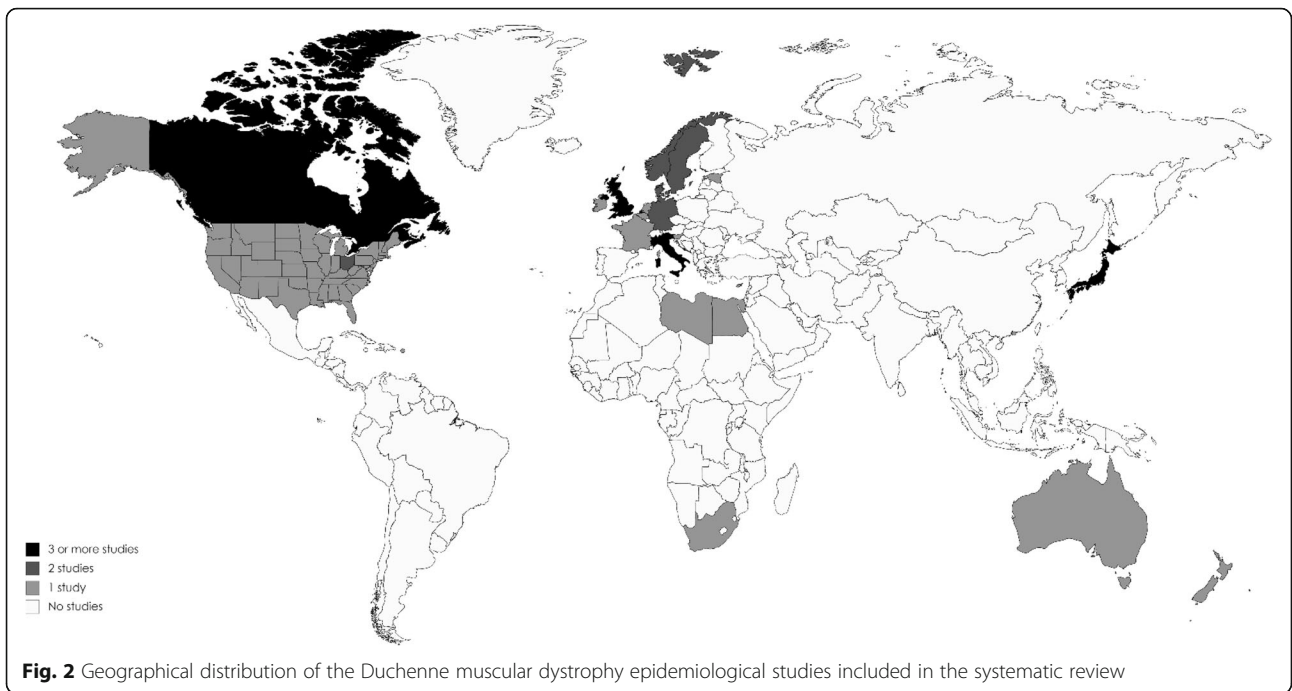 3 or more studies
2 studies
1 study
No studies
Fig. 2 Geographical distribution of the Duchenne muscular dystrophy epidemiological studies included in the systematic review